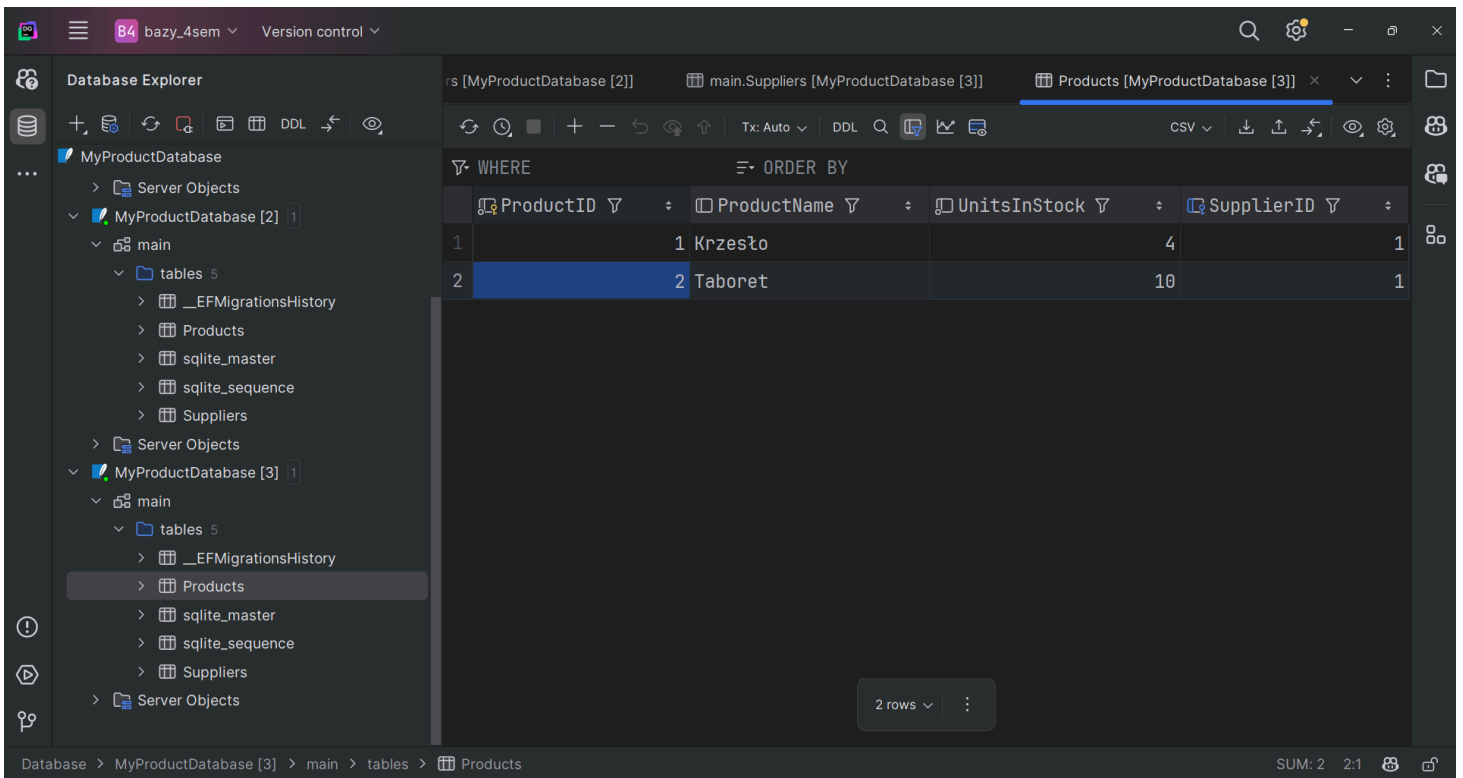 B4 bazy_4sem Version control
Database Explorer
DDL
MyProductDatabase
Server Objects
MyProductDatabase [2] 1
main
tables 5
__EFMigrationsHistory
Products
sqlite_master
sqlite_sequence
Suppliers
Server Objects
MyProductDatabase [3] 1
main
tables 5
__EFMigrationsHistory
Products
sqlite_master
sqlite_sequence
Suppliers
Server Objects
rs [MyProductDatabase [2]] main.Suppliers [MyProductDatabase [3]] Products [MyProductDatabase [3]]
Tx: Auto DDL CSV
WHERE ORDER BY
ProductID ProductName UnitsInStock SupplierID
1 1 Krzesło 4 1
2 2 Taboret 10 1
2 rows
Database > MyProductDatabase [3] > main > tables > Products SUM: 2 2:1